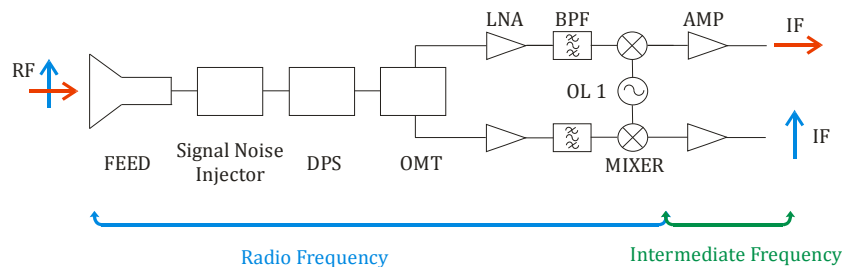 LNA
BPF
AMP
IF
RF
OL 1
Signal Noise
Injector
FEED
DPS
OMT
MIXER
IF
Radio Frequency
Intermediate Frequency